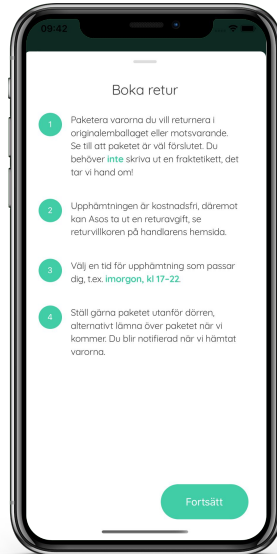 09:42
Boka retur
1 Paketera varorna du vill returnera i
originalemballaget eller motsvarande.
Se till att paketet är väl förslutet. Du
behöver inte skriva ut en fraktetikett, det
tar vi hand om!
2 Upphämtningen är kostnadsfri, däremot
kan Asos ta ut en returavgift, se
returvillkoren på handlarens hemsida.
3 Välj en tid för upphämtning som passar
dig, t.ex. imorgon, kl 17-22.
4 Ställ gärna paketet utanför dörren,
alternativt lämna över paketet när vi
kommer. Du blir notifierad när vi hämtat
varorna.
Fortsätt